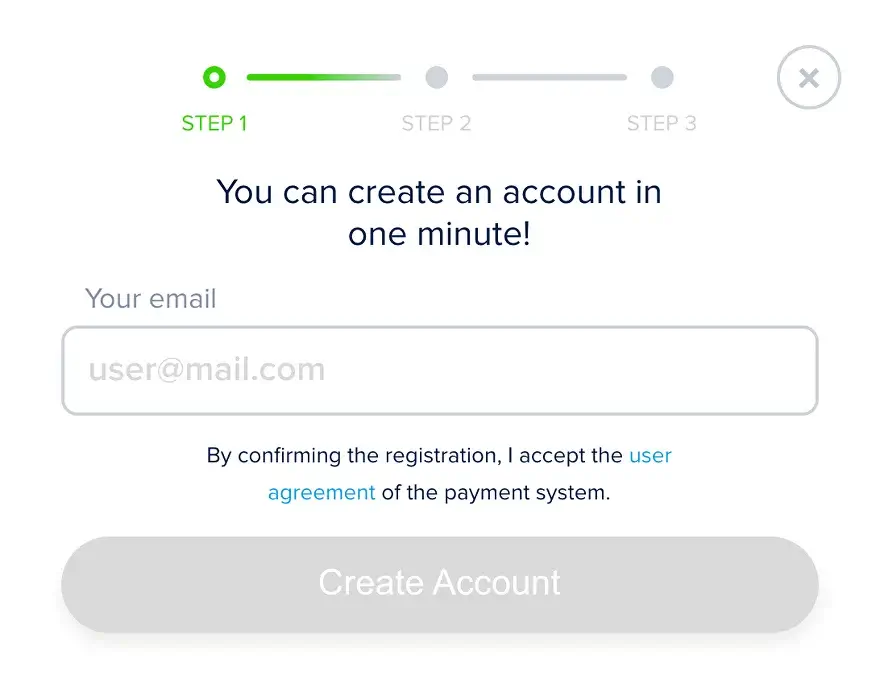 STEP 1
STEP 2
STEP 3
You can create an account in
one minute!
Your email
user@mail.com
By confirming the registration, I accept the user
agreement of the payment system.
Create Account